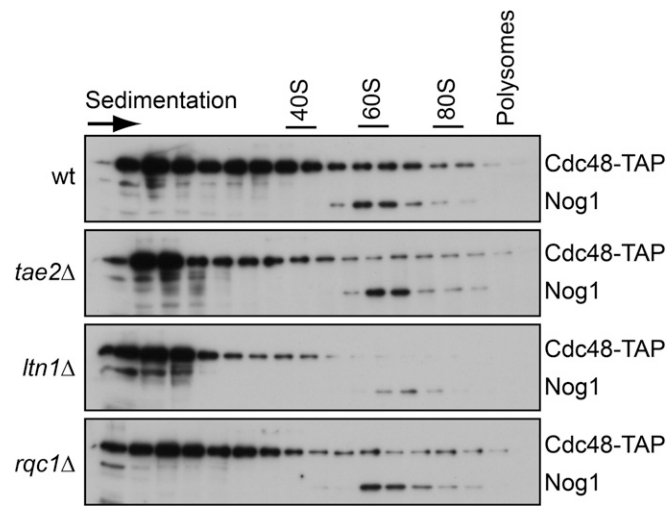 Sedimentation
40S
60S
80S
Polysomes
wt
Cdc48-TAP
Nog1
tae2Δ
Cdc48-TAP
Nog1
ltn1Δ
Cdc48-TAP
Nog1
rqc1Δ
Cdc48-TAP
Nog1